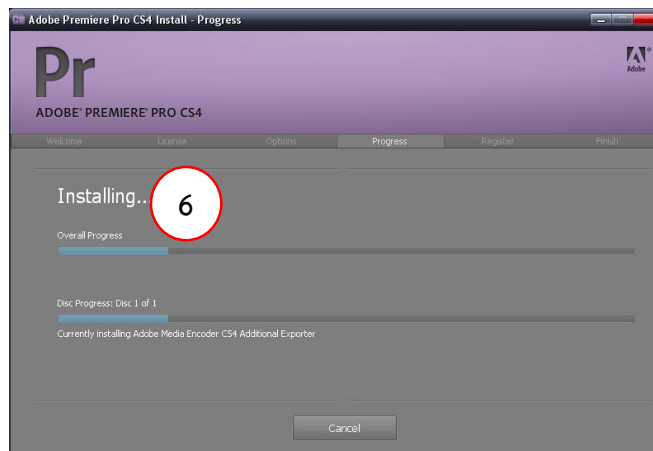 Adobe Premiere Pro CS4 Install - Progress
Pr
Adobe
ADOBE® PREMIERE® PRO CS4
Welcome License Options Progress Register Finish
Installing...
6
Overall Progress
Disc Progress: Disc 1 of 1
Currently installing Adobe Media Encoder CS4 Additional Exporter
Cancel